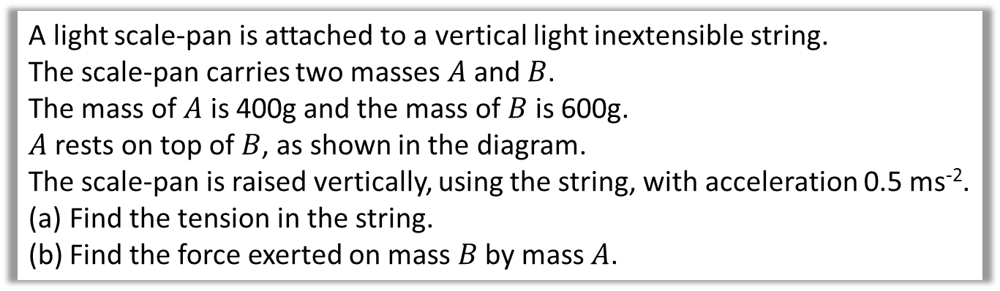 A light scale-pan is attached to a vertical light inextensible string.
The scale-pan carries two masses A and B.
The mass of A is 400g and the mass of B is 600g.
A rests on top of B, as shown in the diagram.
The scale-pan is raised vertically, using the string, with acceleration 0.5 ms⁻².
(a) Find the tension in the string.
(b) Find the force exerted on mass B by mass A.